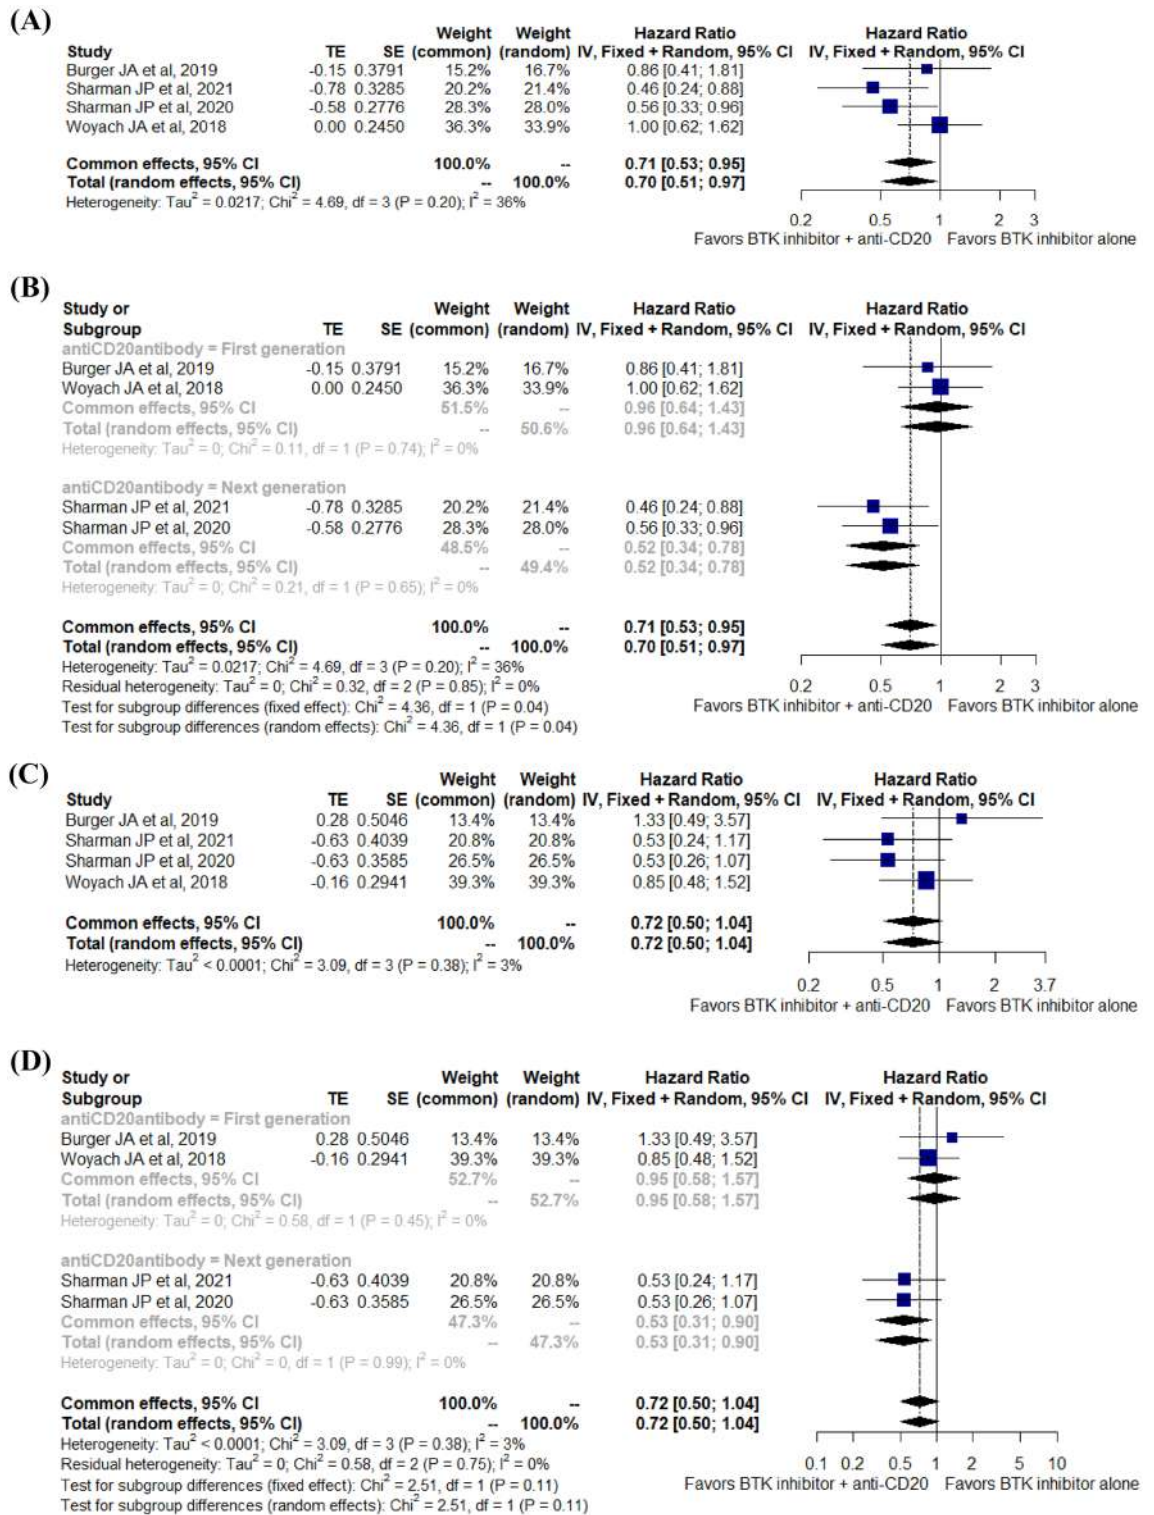 (A)
Weight Weight Hazard Ratio Hazard Ratio
Study TE SE (common) (random) IV, Fixed + Random, 95% CI IV, Fixed + Random, 95% CI
Burger JA et al, 2019 -0.15 0.3791 15.2% 16.7% 0.86 [0.41; 1.81]
Sharman JP et al, 2021 -0.78 0.3285 20.2% 21.4% 0.46 [0.24; 0.88]
Sharman JP et al, 2020 -0.58 0.2776 28.3% 28.0% 0.56 [0.33; 0.96]
Woyach JA et al, 2018 0.00 0.2450 36.3% 33.9% 1.00 [0.62; 1.62]
Common effects, 95% CI 100.0% -- 0.71 [0.53; 0.95]
Total (random effects, 95% CI) -- 100.0% 0.70 [0.51; 0.97]
Heterogeneity: Tau² = 0.0217; Chi² = 4.69, df = 3 (P = 0.20); I² = 36%
0.2 0.5 1 2 3
Favors BTK inhibitor + anti-CD20 Favors BTK inhibitor alone
(B)
Study or Weight Weight Hazard Ratio Hazard Ratio
Subgroup TE SE (common) (random) IV, Fixed + Random, 95% CI IV, Fixed + Random, 95% CI
antiCD20antibody = First generation
Burger JA et al, 2019 -0.15 0.3791 15.2% 16.7% 0.86 [0.41; 1.81]
Woyach JA et al, 2018 0.00 0.2450 36.3% 33.9% 1.00 [0.62; 1.62]
Common effects, 95% CI 51.5% -- 0.96 [0.64; 1.43]
Total (random effects, 95% CI) -- 50.6% 0.96 [0.64; 1.43]
Heterogeneity: Tau² = 0; Chi² = 0.11, df = 1 (P = 0.74); I² = 0%
antiCD20antibody = Next generation
Sharman JP et al, 2021 -0.78 0.3285 20.2% 21.4% 0.46 [0.24; 0.88]
Sharman JP et al, 2020 -0.58 0.2776 28.3% 28.0% 0.56 [0.33; 0.96]
Common effects, 95% CI 48.5% -- 0.52 [0.34; 0.78]
Total (random effects, 95% CI) -- 49.4% 0.52 [0.34; 0.78]
Heterogeneity: Tau² = 0; Chi² = 0.21, df = 1 (P = 0.65); I² = 0%
Common effects, 95% CI 100.0% -- 0.71 [0.53; 0.95]
Total (random effects, 95% CI) -- 100.0% 0.70 [0.51; 0.97]
Heterogeneity: Tau² = 0.0217; Chi² = 4.69, df = 3 (P = 0.20); I² = 36%
Residual heterogeneity: Tau² = 0; Chi² = 0.32, df = 2 (P = 0.85); I² = 0%
0.2 0.5 1 2 3
Test for subgroup differences (fixed effect): Chi² = 4.36, df = 1 (P = 0.04)
Favors BTK inhibitor + anti-CD20 Favors BTK inhibitor alone
Test for subgroup differences (random effects): Chi² = 4.36, df = 1 (P = 0.04)
(C)
Weight Weight Hazard Ratio Hazard Ratio
Study TE SE (common) (random) IV, Fixed + Random, 95% CI IV, Fixed + Random, 95% CI
Burger JA et al, 2019 0.28 0.5046 13.4% 13.4% 1.33 [0.49; 3.57]
Sharman JP et al, 2021 -0.63 0.4039 20.8% 20.8% 0.53 [0.24; 1.17]
Sharman JP et al, 2020 -0.63 0.3585 26.5% 26.5% 0.53 [0.26; 1.07]
Woyach JA et al, 2018 -0.16 0.2941 39.3% 39.3% 0.85 [0.48; 1.52]
Common effects, 95% CI 100.0% -- 0.72 [0.50; 1.04]
Total (random effects, 95% CI) -- 100.0% 0.72 [0.50; 1.04]
Heterogeneity: Tau² < 0.0001; Chi² = 3.09, df = 3 (P = 0.38); I² = 3%
0.2 0.5 1 2 3.7
Favors BTK inhibitor + anti-CD20 Favors BTK inhibitor alone
(D)
Study or Weight Weight Hazard Ratio Hazard Ratio
Subgroup TE SE (common) (random) IV, Fixed + Random, 95% CI IV, Fixed + Random, 95% CI
antiCD20antibody = First generation
Burger JA et al, 2019 0.28 0.5046 13.4% 13.4% 1.33 [0.49; 3.57]
Woyach JA et al, 2018 -0.16 0.2941 39.3% 39.3% 0.85 [0.48; 1.52]
Common effects, 95% CI 52.7% -- 0.95 [0.58; 1.57]
Total (random effects, 95% CI) -- 52.7% 0.95 [0.58; 1.57]
Heterogeneity: Tau² = 0; Chi² = 0.58, df = 1 (P = 0.45); I² = 0%
antiCD20antibody = Next generation
Sharman JP et al, 2021 -0.63 0.4039 20.8% 20.8% 0.53 [0.24; 1.17]
Sharman JP et al, 2020 -0.63 0.3585 26.5% 26.5% 0.53 [0.26; 1.07]
Common effects, 95% CI 47.3% -- 0.53 [0.31; 0.90]
Total (random effects, 95% CI) -- 47.3% 0.53 [0.31; 0.90]
Heterogeneity: Tau² = 0; Chi² = 0, df = 1 (P = 0.99); I² = 0%
Common effects, 95% CI 100.0% -- 0.72 [0.50; 1.04]
Total (random effects, 95% CI) -- 100.0% 0.72 [0.50; 1.04]
Heterogeneity: Tau² < 0.0001; Chi² = 3.09, df = 3 (P = 0.38); I² = 3%
Residual heterogeneity: Tau² = 0; Chi² = 0.58, df = 2 (P = 0.75); I² = 0%
0.1 0.2 0.5 1 2 5 10
Test for subgroup differences (fixed effect): Chi² = 2.51, df = 1 (P = 0.11)
Favors BTK inhibitor + anti-CD20 Favors BTK inhibitor alone
Test for subgroup differences (random effects): Chi² = 2.51, df = 1 (P = 0.11)